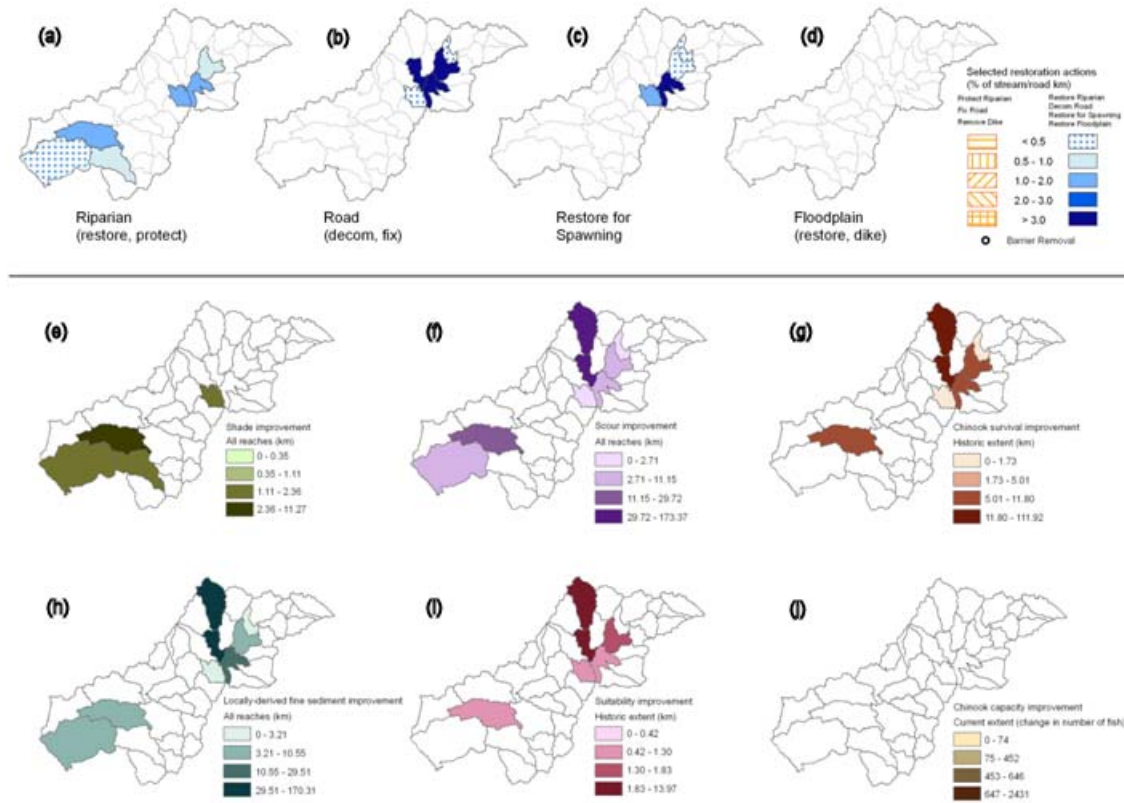 (a)
(b)
(c)
(d)
Selected restoration actions
(% of stream/road km)
Protect Riparian
Fix Road
Remove Dike
Restore Riparian
Decom Road
Restore for Spawning
Restore Floodplain
< 0.5
0.5 - 1.0
1.0 - 2.0
2.0 - 3.0
> 3.0
Barrier Removal
Riparian
(restore, protect)
Road
(decom, fix)
Restore for
Spawning
Floodplain
(restore, dike)
(e)
Shade improvement
All reaches (km)
0 - 0.35
0.35 - 1.11
1.11 - 2.36
2.36 - 11.27
(f)
Scour improvement
All reaches (km)
0 - 2.71
2.71 - 11.15
11.15 - 29.72
29.72 - 173.37
(g)
Chinook survival improvement
Historic extent (km)
0 - 1.73
1.73 - 5.01
5.01 - 11.80
11.80 - 111.92
(h)
Locally-derived fine sediment improvement
All reaches (km)
0 - 3.21
3.21 - 10.55
10.55 - 29.51
29.51 - 170.31
(i)
Suitability improvement
Historic extent (km)
0 - 0.42
0.42 - 1.30
1.30 - 1.83
1.83 - 13.97
(j)
Chinook capacity improvement
Current extent (change in number of fish)
0 - 74
75 - 452
453 - 646
647 - 2431